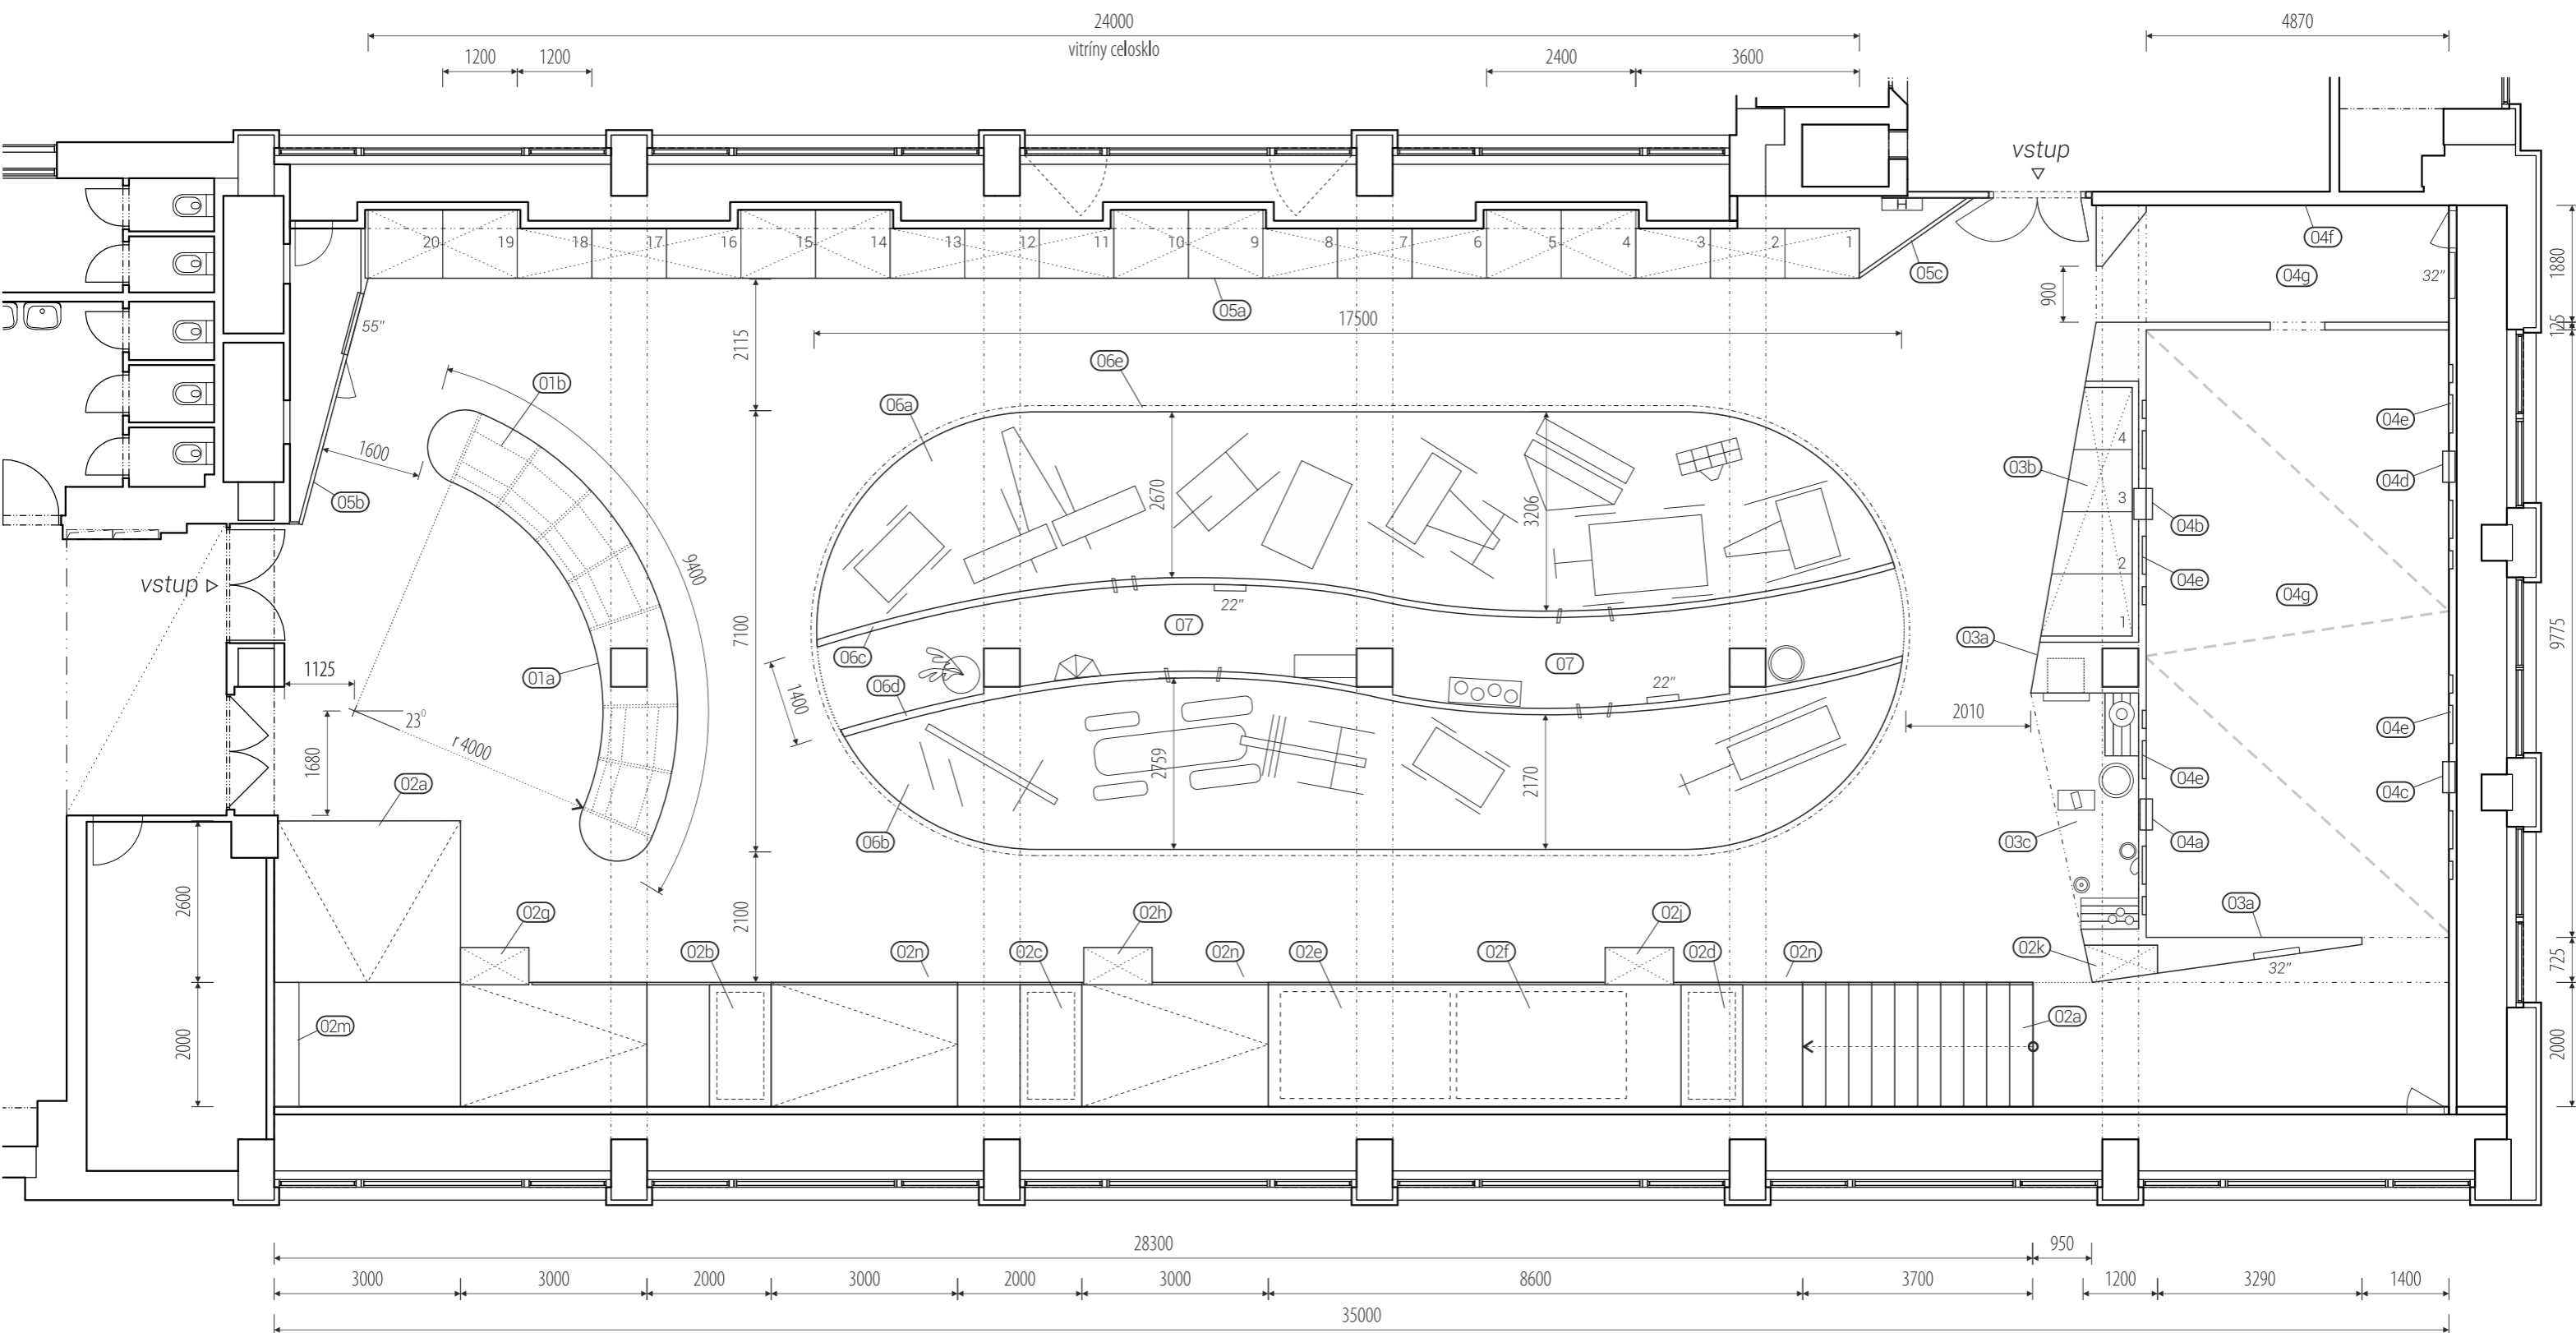 24000
4870
vitríny celosklo
1200 1200
2400 3600
vstup
20 19 18 17 16 15 14 13 12 11 10 9 8 7 6 5 4 3 2 1
04f
05c
04g
32"
1880
900
05a
55"
17500
125
2115
06e
01b
06a
04e
4
1600
2670
03b
04d
05b
3206
3
04b
9400
2
04e
04g
vstup
22"
1
07
7100
03a
9775
1125
06c
07
01a
06d
22"
1400
23⁰
2010
04e
r 4000
1680
2759
2170
04e
04c
02a
06b
03c
04a
2600
02g
2100
02h
02j
03a
02b
02n
02c
02n
02e
02f
02d
02n
02k
32"
725
02m
2000
02a
2000
28300
950
3000 3000 2000 3000 2000 3000 8600 3700 1200 3290 1400
35000